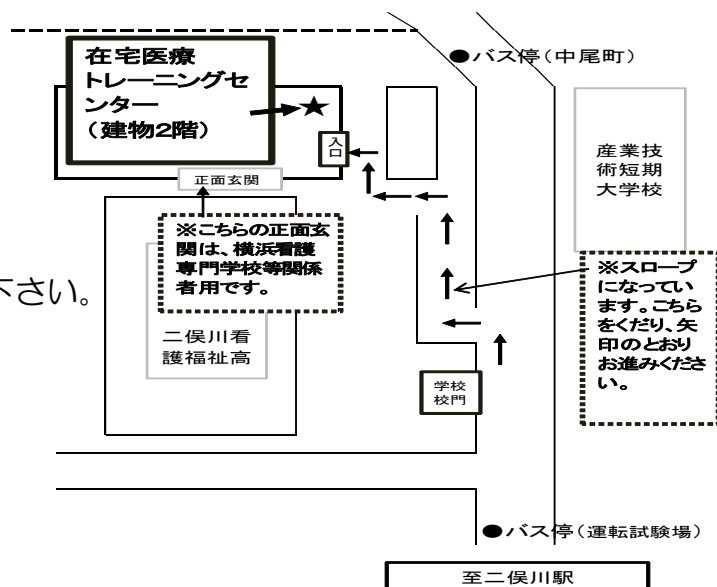 在宅医療
トレーニングセ
ンター
(建物2階)
●バス停(中尾町)
入口
正面玄関
産業技
術短期
大学校
※こちらの正面玄
関は、横浜看護
専門学校等関係
者用です。
下さい。
二俣川看
護福祉高
※スロープ
になってい
ます。こちら
をくだり、矢
印のとおり
お進みくださ
い。
学校
校門
●バス停(運転試験場)
至二俣川駅